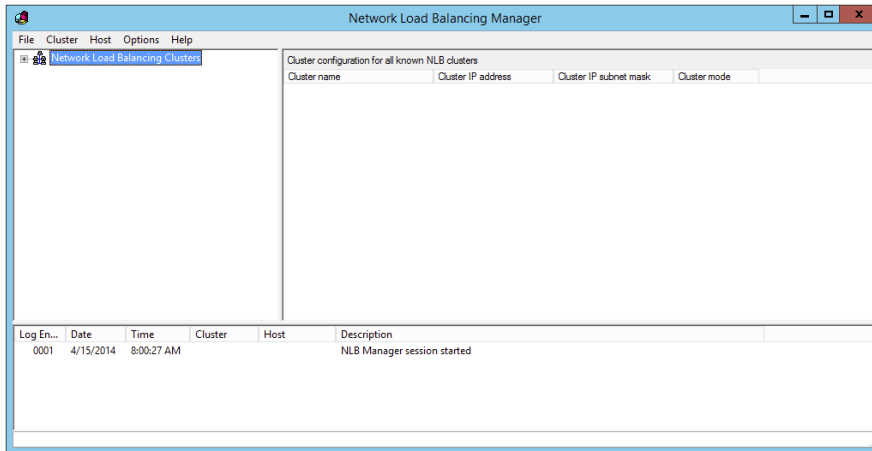 Network Load Balancing Manager
File Cluster Host Options Help
Network Load Balancing Clusters
Cluster configuration for all known NLB clusters
Cluster name Cluster IP address Cluster IP subnet mask Cluster mode
Log En... Date Time Cluster Host Description
0001 4/15/2014 8:00:27 AM NLB Manager session started